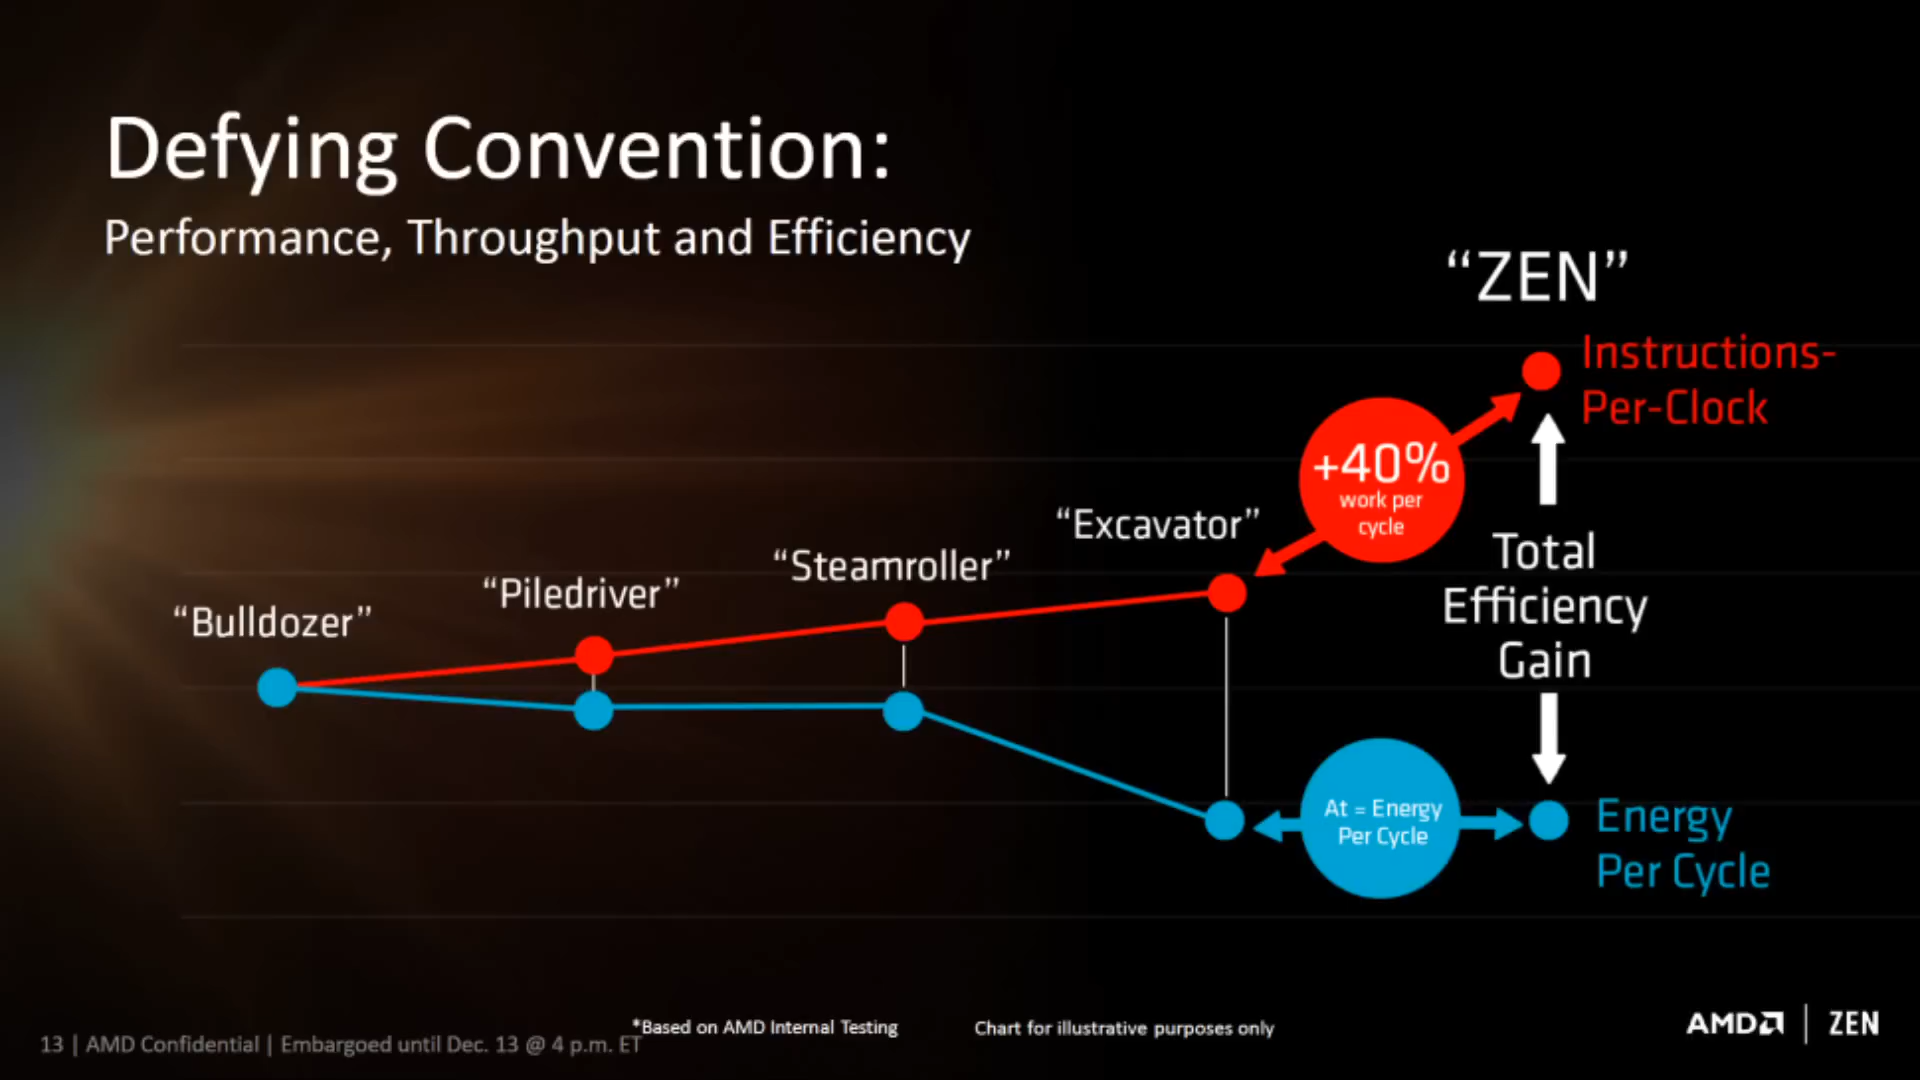 Defying Convention:
Performance, Throughput and Efficiency
“ZEN”
Instructions-
Per-Clock
+40%
work per
cycle
“Excavator”
“Steamroller”
“Piledriver”
“Bulldozer”
Total
Efficiency
Gain
At = Energy
Per Cycle
Energy
Per Cycle
*Based on AMD Internal Testing
Chart for illustrative purposes only
13 | AMD Confidential | Embargoed until Dec. 13 @ 4 p.m. ET
AMD | ZEN